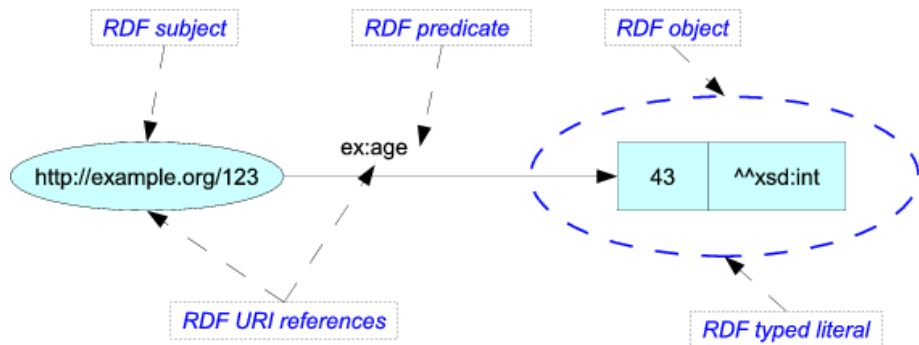 RDF subject
RDF predicate
RDF object
ex:age
http://example.org/123
43
^^xsd:int
RDF URI references
RDF typed literal